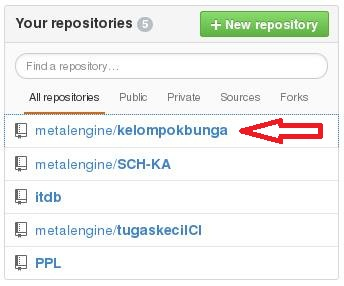 Your repositories 5 + New repository
Find a repository…
All repositories Public Private Sources Forks
metalengine/kelompokbunga
metalengine/SCH-KA
itdb
metalengine/tugaskecilCI
PPL